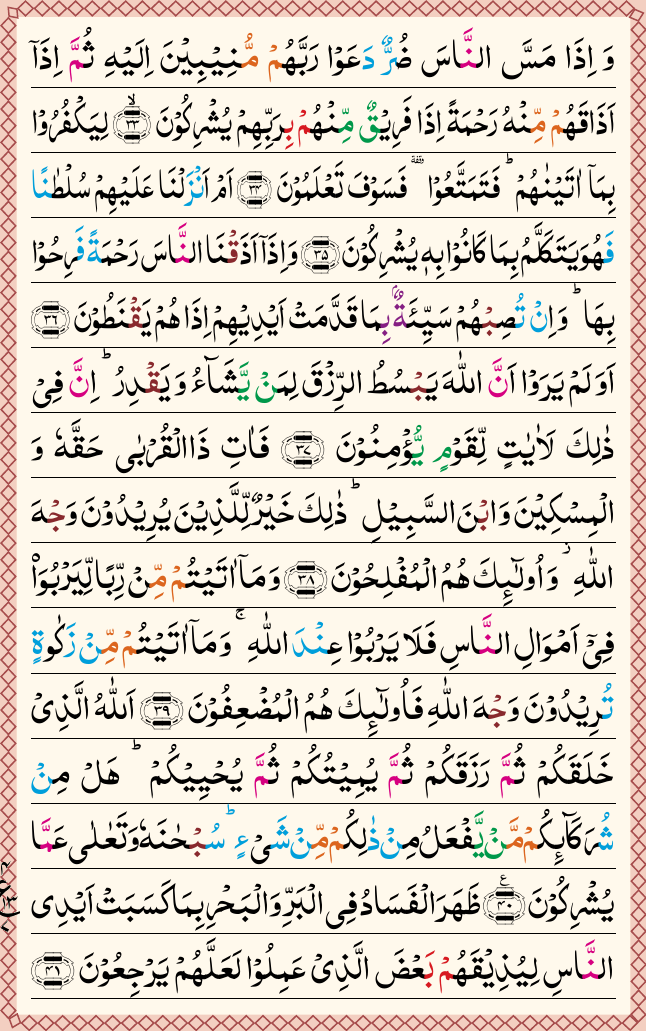 وَ اِذَا مَسَّ النَّاسَ ضُرٌّ دَعَوْا رَبَّهُمْ مُّنِيْبِيْنَ اِلَيْهِ ثُمَّ اِذَاۤ
اَذَاقَهُمْ مِّنْهُ رَحْمَةً اِذَا فَرِيْقٌ مِّنْهُمْ بِرَبِّهِمْ يُشْرِكُوْنَ ۙ‏﴿۳۳﴾ لِيَكْفُرُوْا
بِمَاۤ اٰتَيْنٰهُمْ ؕ فَتَمَتَّعُوْا ۥ وقفة فَسَوْفَ تَعْلَمُوْنَ ﴿۳۴﴾ اَمْ اَنْزَلْنَا عَلَيْهِمْ سُلْطٰنًا
فَهُوَ يَتَكَلَّمُ بِمَا كَانُوْا بِهٖ يُشْرِكُوْنَ ﴿۳۵﴾ وَاِذَاۤ اَذَقْنَا النَّاسَ رَحْمَةً فَرِحُوْا
بِهَا ؕ وَاِنْ تُصِبْهُمْ سَيِّئَةٌۢ بِمَا قَدَّمَتْ اَيْدِيْهِمْ اِذَا هُمْ يَقْنَطُوْنَ ﴿۳۶﴾
اَوَلَمْ يَرَوْا اَنَّ اللّٰهَ يَبْسُطُ الرِّزْقَ لِمَنْ يَّشَآءُ وَ يَقْدِرُ ؕ اِنَّ فِىْ
ذٰلِكَ لَاٰيٰتٍ لِّقَوْمٍ يُّؤْمِنُوْنَ ﴿۳۷﴾ فَاٰتِ ذَا الْقُرْبٰى حَقَّهٗ وَ
الْمِسْكِيْنَ وَابْنَ السَّبِيْلِ ؕ ذٰلِكَ خَيْرٌ لِّلَّذِيْنَ يُرِيْدُوْنَ وَجْهَ
اللّٰهِ ؗ وَ اُولٰٓئِكَ هُمُ الْمُفْلِحُوْنَ ﴿۳۸﴾ وَ مَاۤ اٰتَيْتُمْ مِّنْ رِّبًا لِّيَرْبُوَا۟
فِىْۤ اَمْوَالِ النَّاسِ فَلَا يَرْبُوْا عِنْدَ اللّٰهِ ۚ وَ مَاۤ اٰتَيْتُمْ مِّنْ زَكٰوةٍ
تُرِيْدُوْنَ وَجْهَ اللّٰهِ فَاُولٰٓئِكَ هُمُ الْمُضْعِفُوْنَ ﴿۳۹﴾ اَللّٰهُ الَّذِىْ
خَلَقَكُمْ ثُمَّ رَزَقَكُمْ ثُمَّ يُمِيْتُكُمْ ثُمَّ يُحْيِيْكُمْ ؕ هَلْ مِنْ
شُرَكَآئِكُمْ مَّنْ يَّفْعَلُ مِنْ ذٰلِكُمْ مِّنْ شَىْءٍ ؕ سُبْحٰنَهٗ وَتَعٰلٰى عَمَّا
يُشْرِكُوْنَ ﴿۴۰﴾ ع ظَهَرَ الْفَسَادُ فِى الْبَرِّ وَالْبَحْرِ بِمَا كَسَبَتْ اَيْدِى
النَّاسِ لِيُذِيْقَهُمْ بَعْضَ الَّذِىْ عَمِلُوْا لَعَلَّهُمْ يَرْجِعُوْنَ ﴿۴۱﴾